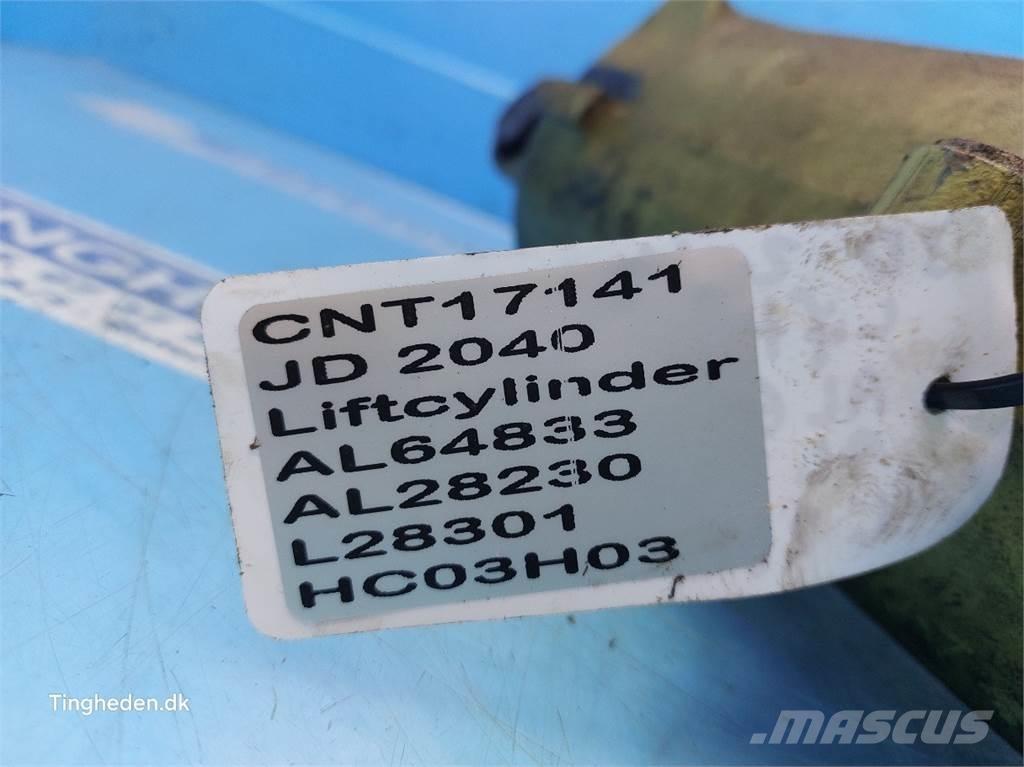 CNT17141
JD 2040
Liftcylinder
AL64833
AL28230
L28301
HC03H03
Tingheden.dk
MASCUS